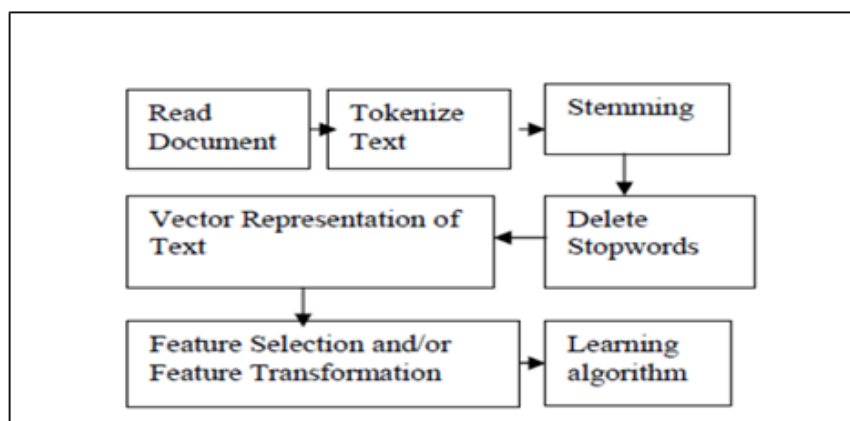 Read
Document
Tokenize
Text
Stemming
Delete
Stopwords
Vector Representation of
Text
Feature Selection and/or
Feature Transformation
Learning
algorithm